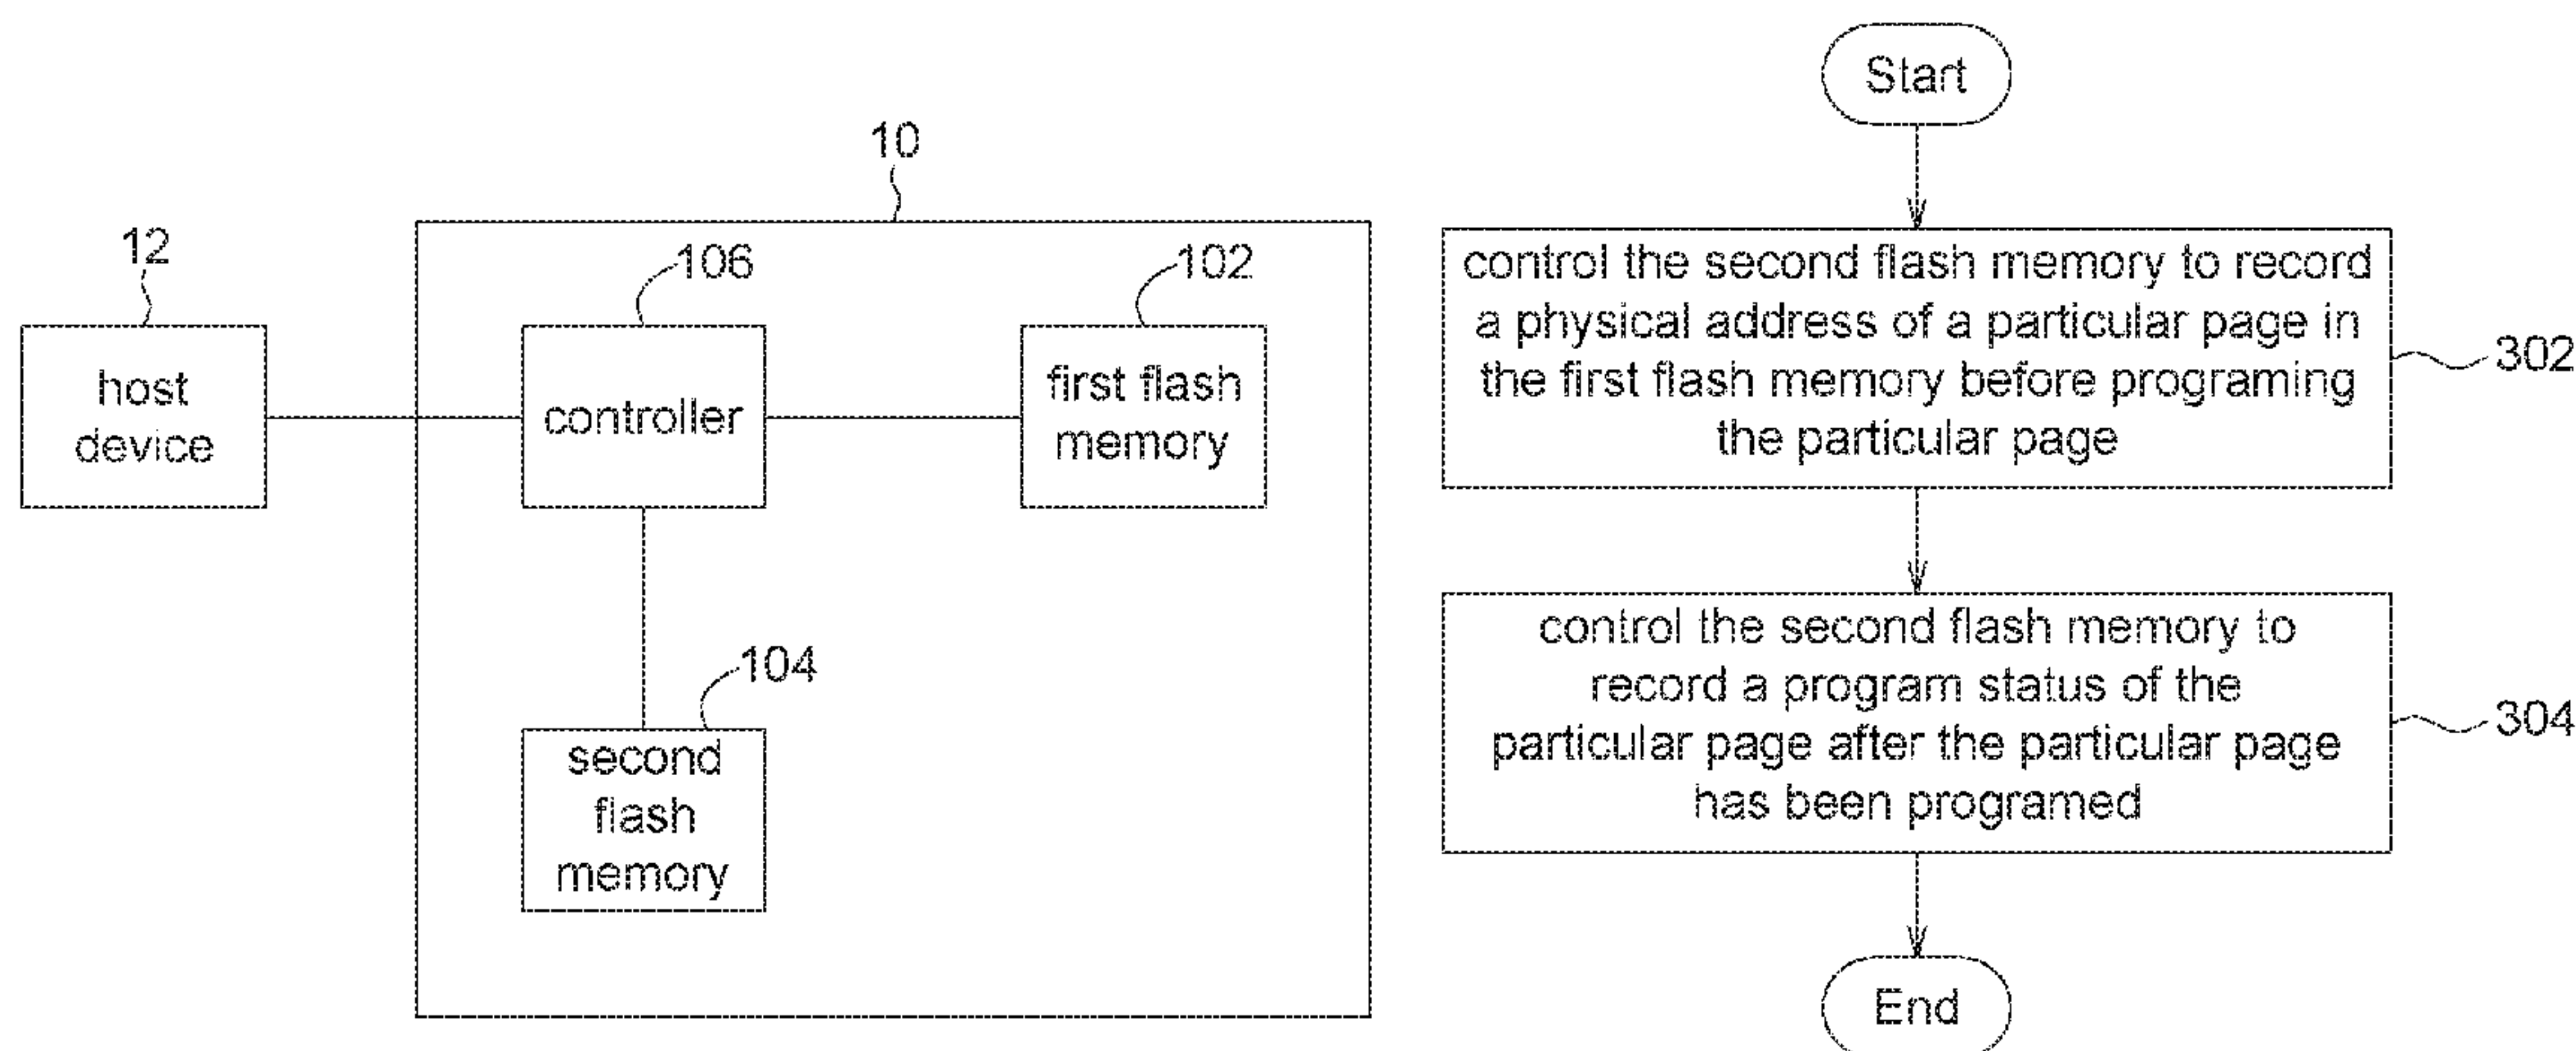 10
12
106
102
host
device
controller
first flash
memory
104
second
flash
memory
Start
control the second flash memory to record
a physical address of a particular page in
the first flash memory before programing
the particular page
302
control the second flash memory to
record a program status of the
particular page after the particular page
has been programed
304
End